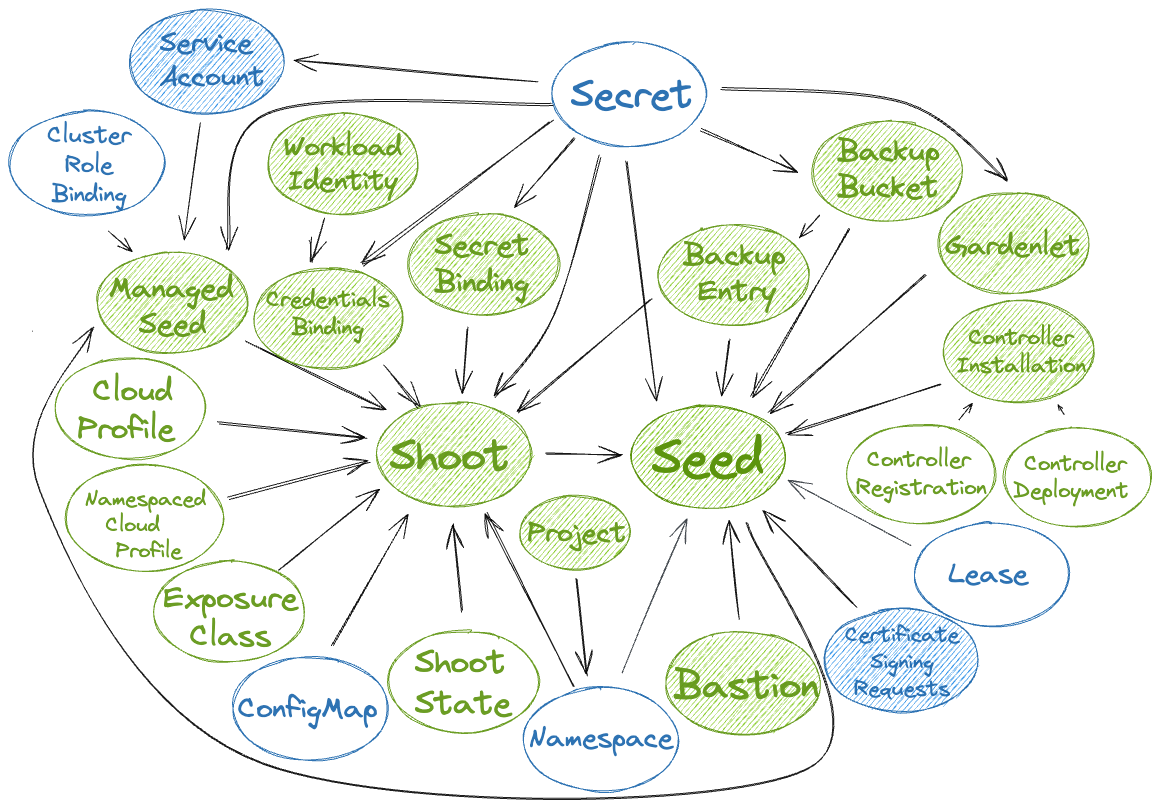 Service
Account
Secret
Cluster
Role
Binding
Workload
Identity
Backup
Bucket
Secret
Binding
Backup
Entry
Gardenlet
Managed
Seed
Credentials
Binding
Controller
Installation
Cloud
Profile
Shoot
Seed
Controller
Registration
Controller
Deployment
Namespaced
Cloud
Profile
Project
Lease
Exposure
Class
Certificate
Signing
Requests
Shoot
State
Bastion
ConfigMap
Namespace